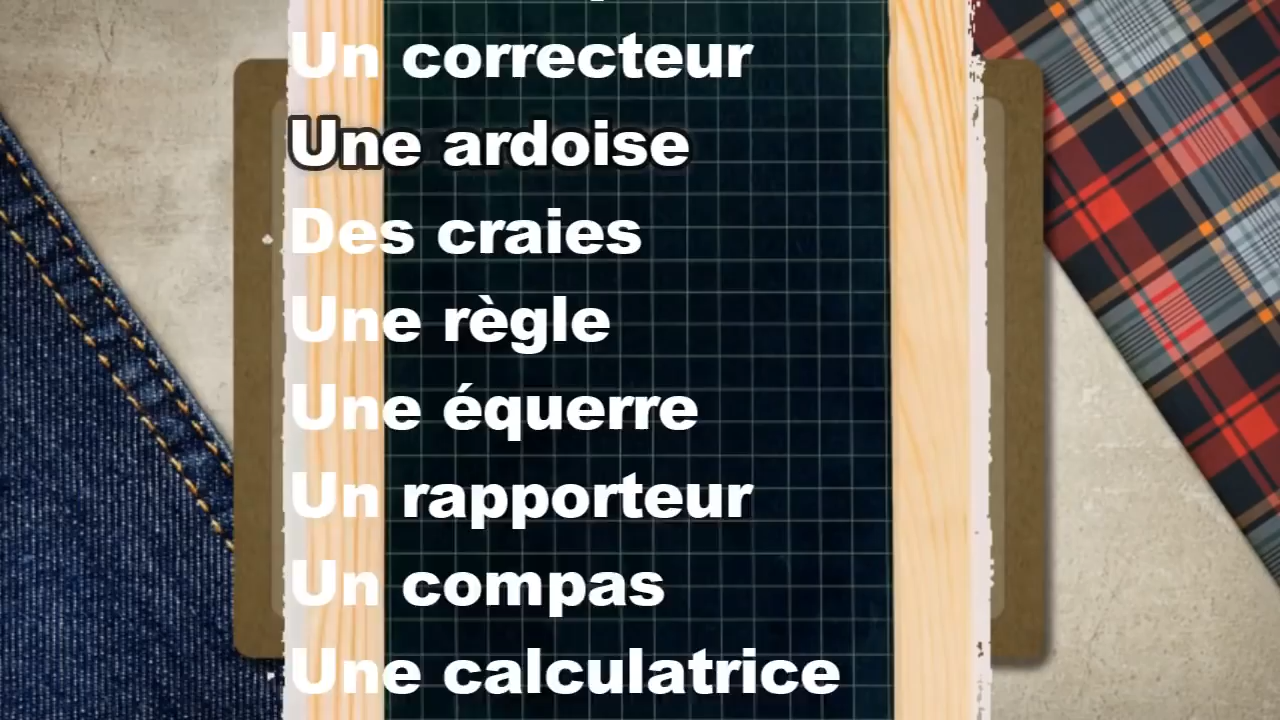 Un correcteur
Une ardoise
Des craies
Une règle
Une équerre
Un rapporteur
Un compas
Une calculatrice